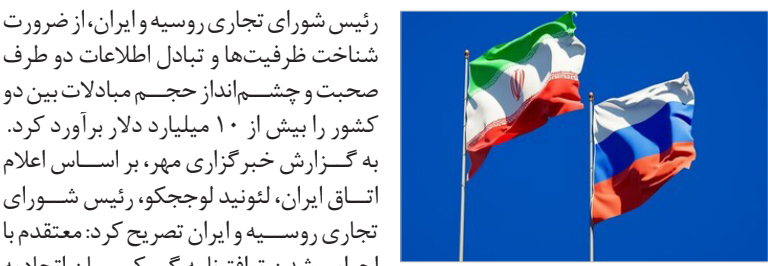 رئیس شورای تجاری روسیه و ایران، از ضرورت
شناخت ظرفیت‌ها و تبادل اطلاعات دو طرف
صحبت و چشم‌انداز حجم مبادلات بین دو
کشور را بیش از ۱۰ میلیارد دلار برآورد کرد.
به گزارش خبرگزاری مهر، بر اساس اعلام
اتاق ایران، لئونید لوججکو، رئیس شورای
تجاری روسیه و ایران تصریح کرد: معتقدم با